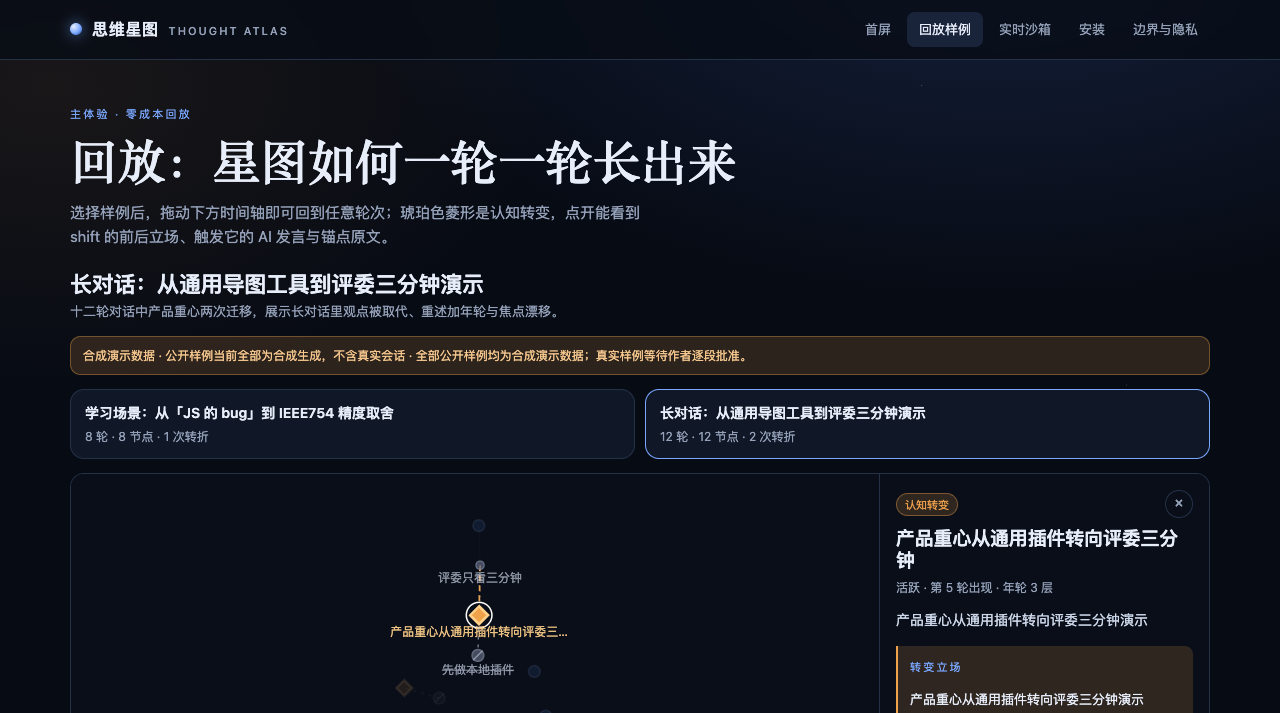 思维星图 THOUGHT ATLAS
首屏 回放样例 实时沙箱 安装 边界与隐私
主体验 · 零成本回放
回放：星图如何一轮一轮长出来
选择样例后，拖动下方时间轴即可回到任意轮次；琥珀色菱形是认知转变，点开能看到
shift 的前后立场、触发它的 AI 发言与锚点原文。
长对话：从通用导图工具到评委三分钟演示
十二轮对话中产品重心两次迁移，展示长对话里观点被取代、重述加年轮与焦点漂移。
合成演示数据 · 公开样例当前全部为合成生成，不含真实会话 · 全部公开样例均为合成演示数据；真实样例等待作者逐段批准。
学习场景：从「JS 的 bug」到 IEEE754 精度取舍
8 轮 · 8 节点 · 1 次转折
长对话：从通用导图工具到评委三分钟演示
12 轮 · 12 节点 · 2 次转折
评委只看三分钟
产品重心从通用插件转向评委三...
先做本地插件
认知转变
×
产品重心从通用插件转向评委三分
钟
活跃 · 第 5 轮出现 · 年轮 3 层
产品重心从通用插件转向评委三分钟演示
转变立场
产品重心从通用插件转向评委三分钟演示